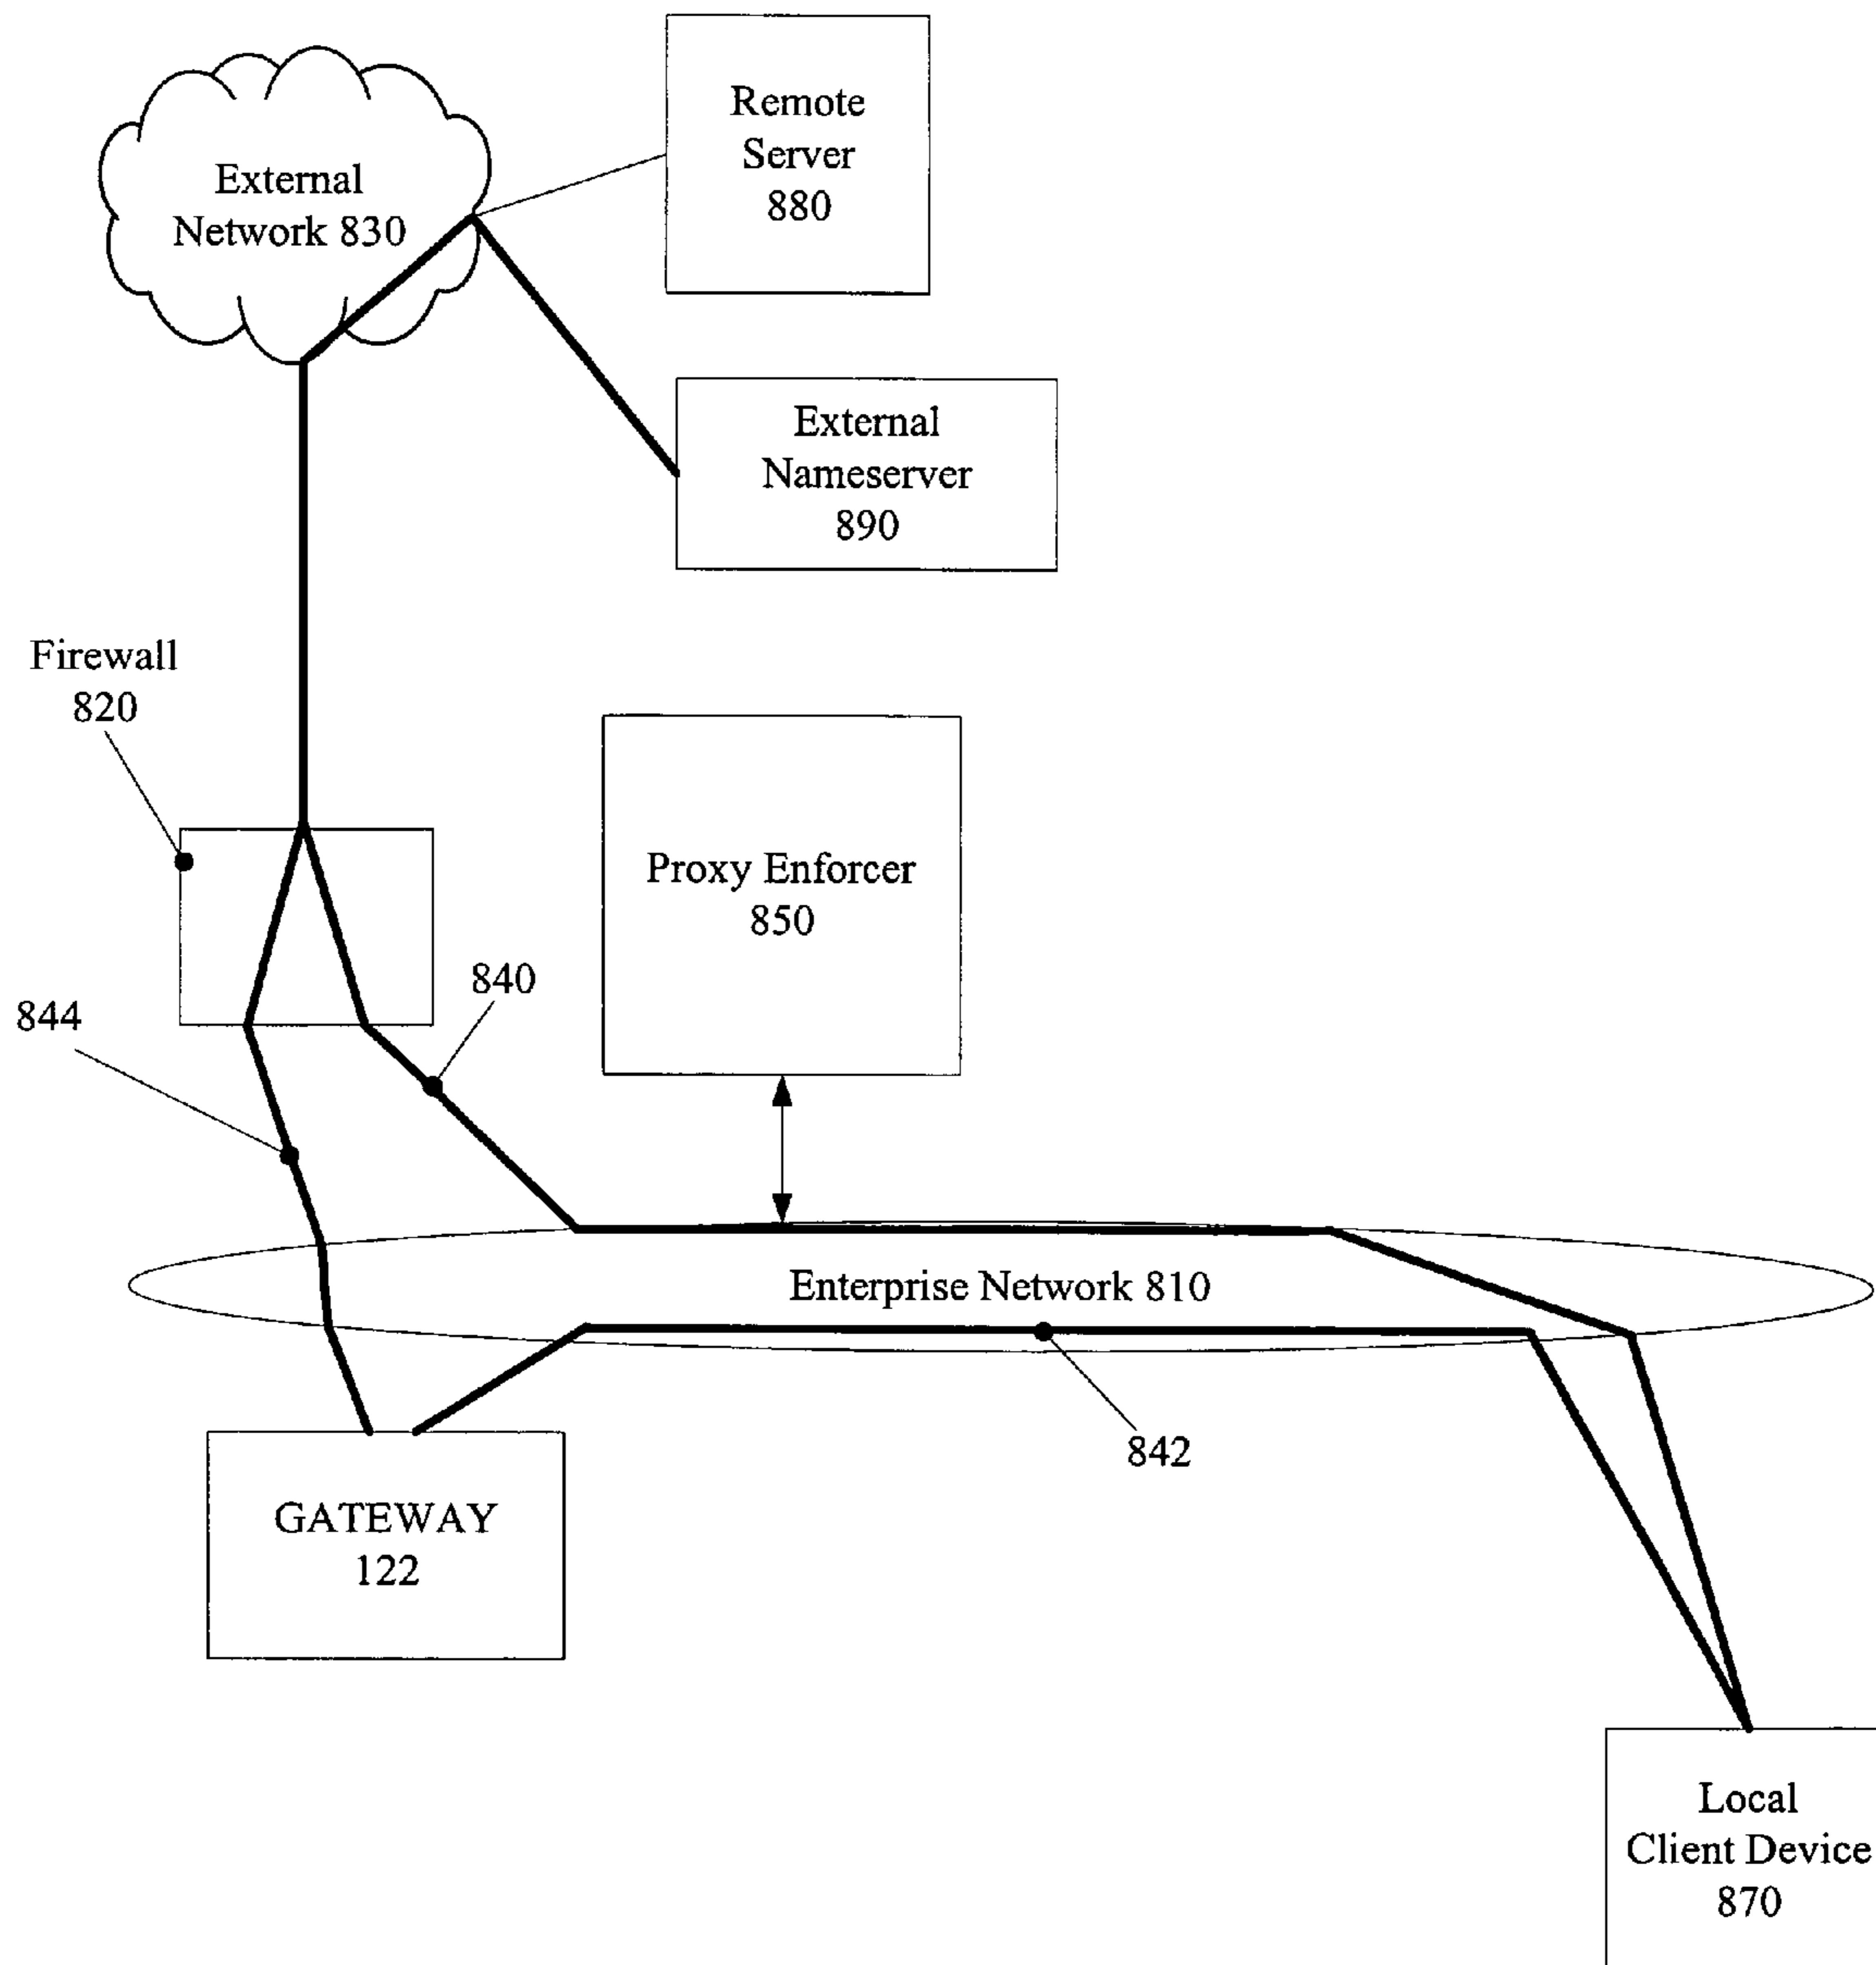 Remote
Server
880
External
Network 830
External
Nameserver
890
Firewall
820
Proxy Enforcer
850
840
844
Enterprise Network 810
842
GATEWAY
122
Local
Client Device
870